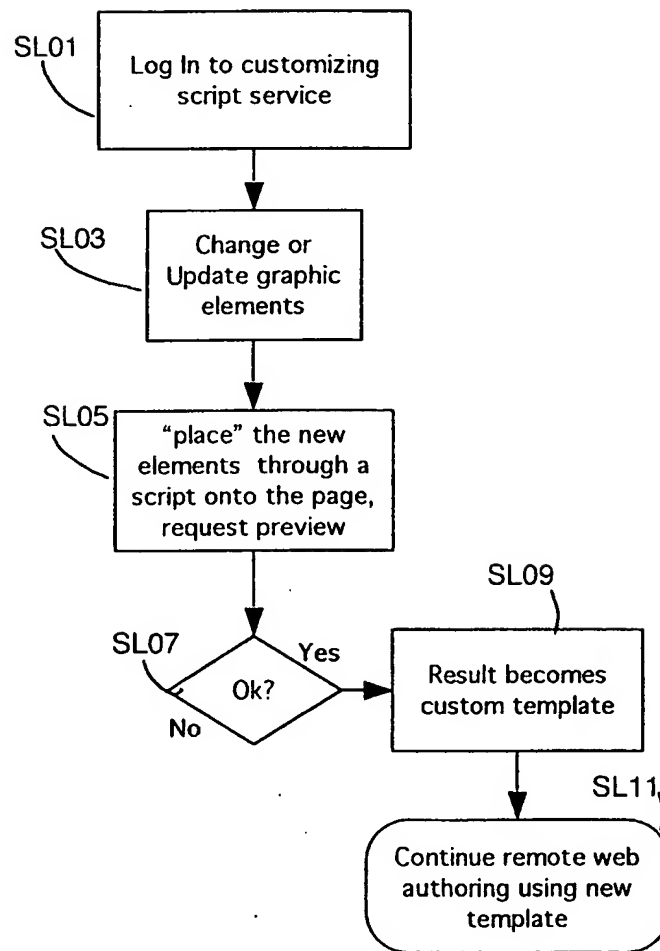 SL01
Log In to customizing
script service
SL03
Change or
Update graphic
elements
SL05
"place" the new
elements through a
script onto the page,
request preview
SL07
Ok?
Yes
No
SL09
Result becomes
custom template
SL11
Continue remote web
authoring using new
template